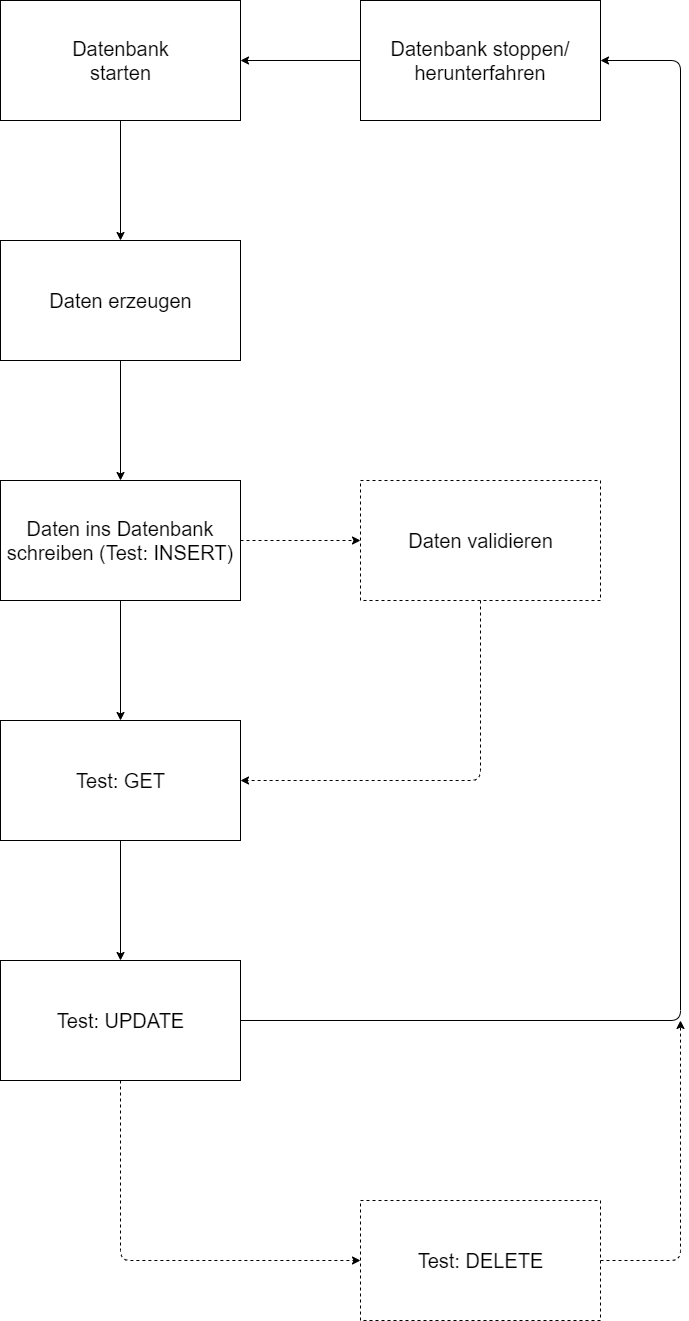 Datenbank
starten
Datenbank stoppen/
herunterfahren
Daten erzeugen
Daten ins Datenbank
schreiben (Test: INSERT)
Daten validieren
Test: GET
Test: UPDATE
Test: DELETE